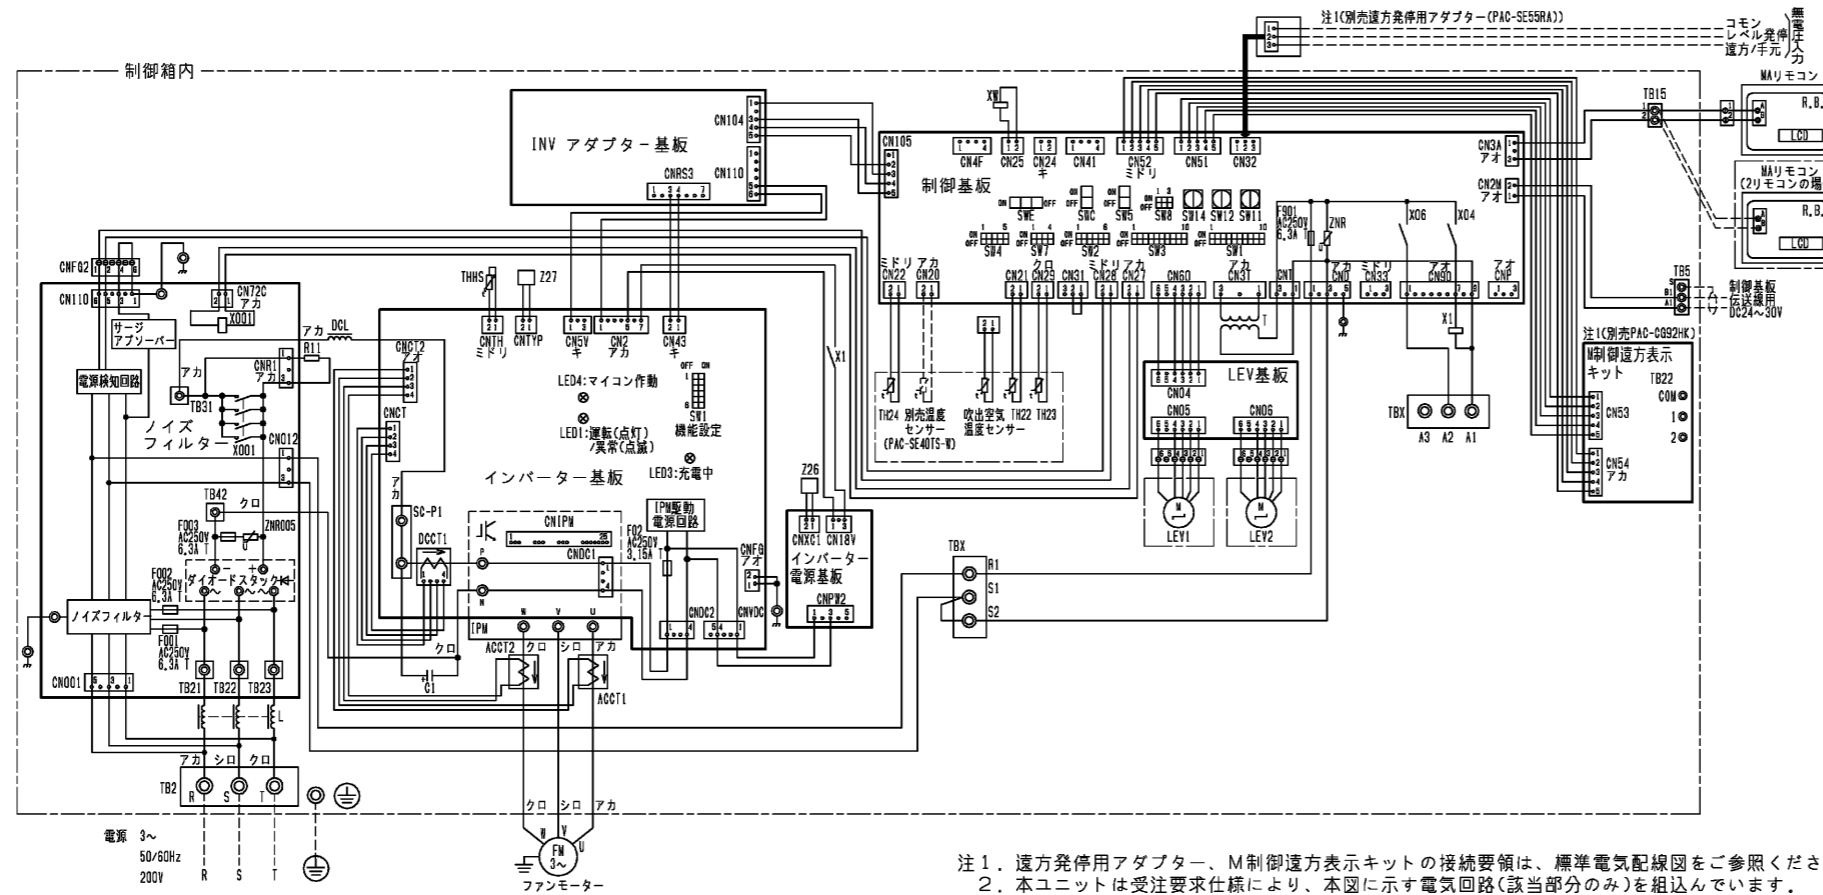 注1(別売遠方発停用アダプター(PAC-SE55RA))
コモン
レベル発停
遠方/手元
無電圧入力
制御箱内
MAリモコン
R.B.
LCD
MAリモコン
(2リモコンの場
R.B.
LCD
TB15
INV アダプター基板
CN104
CN110
CNRS3
1 3 4 7
XW
CN105
CN4F
CN25
CN24
キ
CN41
CN52
ミドリ
CN51
CN32
CN3A
アオ
CN2M
アオ
制御基板
SWE
SWC
SW5
SW8
SW14
SW12
SW11
ON OFF
SW4
SW7
SW2
SW3
SW1
F901
AC250V
6.3A T
ZNR
U
X06
X04
ミドリ
CN22
アカ
CN20
CN21
クロ
CN29
CN31
ミドリ
CN28
アカ
CN27
CN60
アカ
CN3T
CNT
アカ
CND
ミドリ
CN33
アオ
CN90
アオ
CNP
TB5
S
B1
A1
制御基板
伝送線用
DC24~30V
CNFG2
CN110
CN72C
アカ
X001
サージ
アブソーバー
電源検知回路
アカ
TB31
アカ
R11
CNR1
アカ
DCL
ノイズ
フィルター
X001
CN012
TB42
クロ
F003
AC250V
6.3A T
ZNR005
U
F002
AC250V
6.3A T
ダイオードスタック
ノイズフィルター
F001
AC250V
6.3A T
CN001
TB21
TB22
TB23
L
アカ シロ クロ
TB2
R S T
電源 3~
50/60Hz
200V
R S T
THHS
Z27
CNTH
ミドリ
CNTYP
CN5V
キ
CN2
アカ
CN43
キ
CNCT2
アオ
CNCT
LED4:マイコン作動
LED1:運転(点灯)
/異常(点滅)
LED3:充電中
OFF ON
SW1
機能設定
インバーター基板
X1
アカ
SC-P1
DCCT1
CNIPM
CNDC1
P
N
W V U
IPM
IPM駆動
電源回路
F02
AC250V
3.15A T
CNFG
アオ
CNDC2
CNVDC
Z26
CNXC1
CN18V
インバーター
電源基板
CNPW2
クロ
C1
ACCT2
クロ シロ アカ
ACCT1
クロ シロ アカ
W V U
FM
3~
ファンモーター
TH24
別売温度
センサー
(PAC-SE40TS-W)
吹出空気
温度センサー
TH22
TH23
T
X1
LEV基板
CN04
CN05
CN06
M
M
LEV1
LEV2
TBX
A3 A2 A1
TBX
R1
S1
S2
注1(別売PAC-CG92HK)
M制御遠方表示
キット
TB22
COM
1
2
CN53
CN54
アカ
注1. 遠方発停用アダプター、M制御遠方表示キットの接続要領は、標準電気配線図をご参照くださ
2. 本ユニットは受注要求仕様により、本図に示す電気回路(該当部分のみ)を組込んでいます.